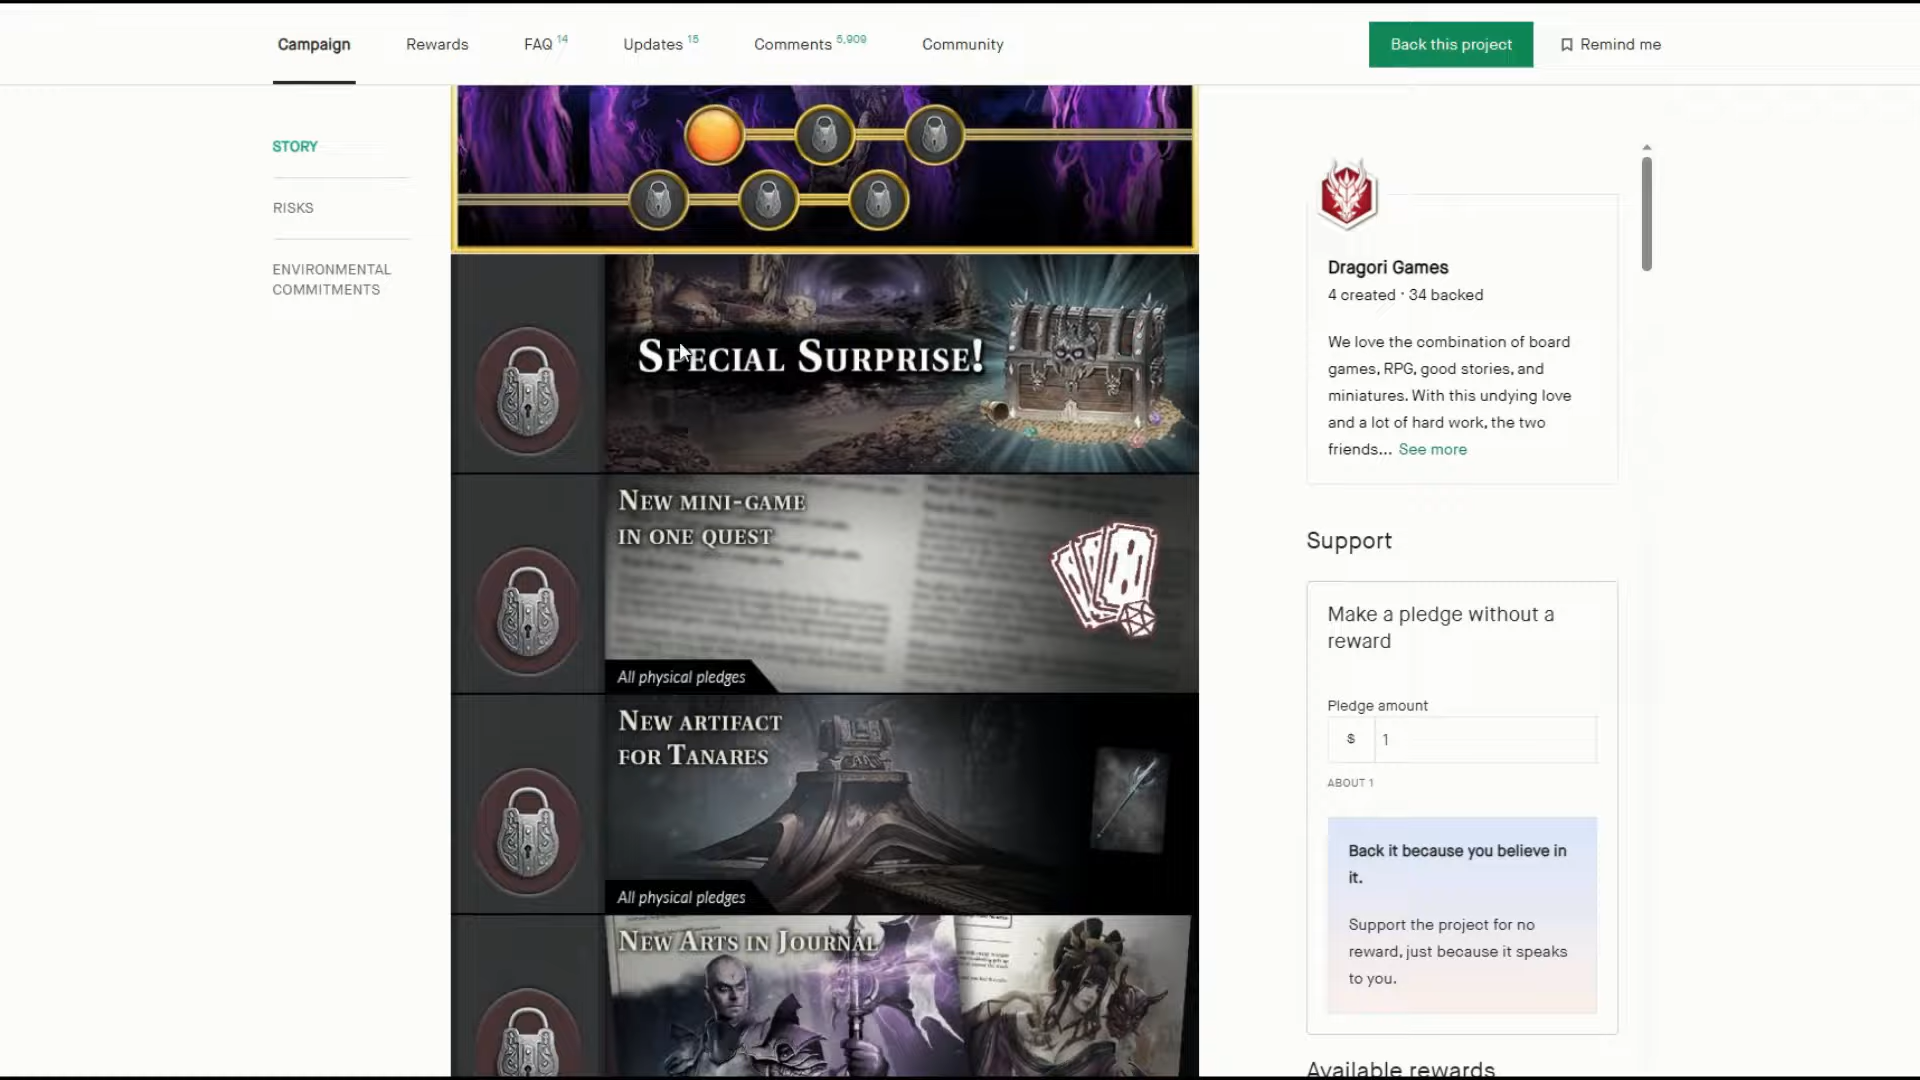 Campaign
Rewards
FAQ 14
Updates 15
Comments 5,909
Community
Back this project
Remind me
STORY
RISKS
ENVIRONMENTAL
COMMITMENTS
SPECIAL SURPRISE!
NEW MINI-GAME
IN ONE QUEST
All physical pledges
NEW ARTIFACT
FOR TANARES
All physical pledges
NEW ARTS IN JOURNAL
Dragori Games
4 created · 34 backed
We love the combination of board
games, RPG, good stories, and
miniatures. With this undying love
and a lot of hard work, the two
friends... See more
Support
Make a pledge without a
reward
Pledge amount
$ 1
ABOUT 1
Back it because you believe in
it.
Support the project for no
reward, just because it speaks
to you.
Available rewards